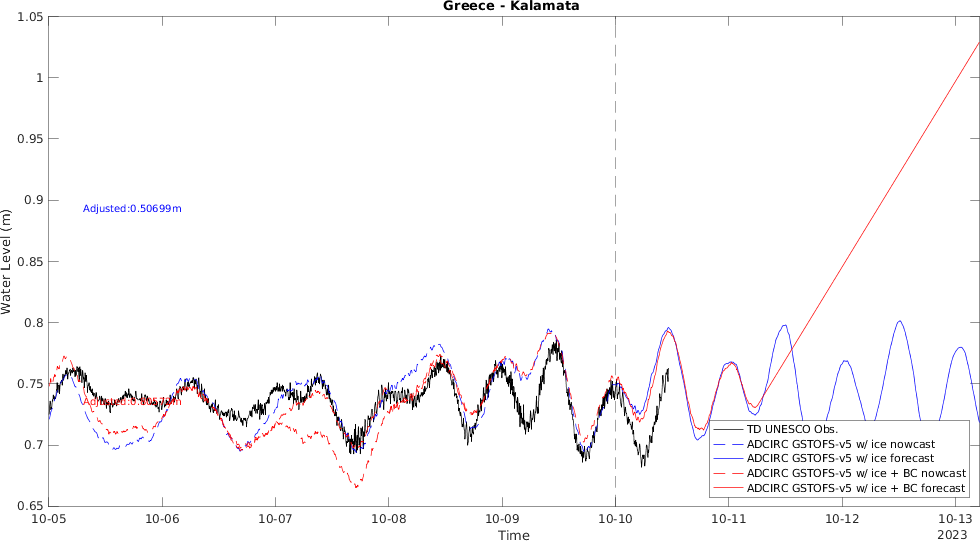 Greece - Kalamata
1.05
1
0.95
0.9
0.85
0.8
0.75
0.7
0.65
Water Level (m)
Adjusted:0.50699m
10-05
10-06
10-07
10-08
10-09
10-10
10-11
10-12
10-13
2023
Time
TD UNESCO Obs.
ADCIRC GSTOFS-v5 w/ ice nowcast
ADCIRC GSTOFS-v5 w/ ice forecast
ADCIRC GSTOFS-v5 w/ ice + BC nowcast
ADCIRC GSTOFS-v5 w/ ice + BC forecast